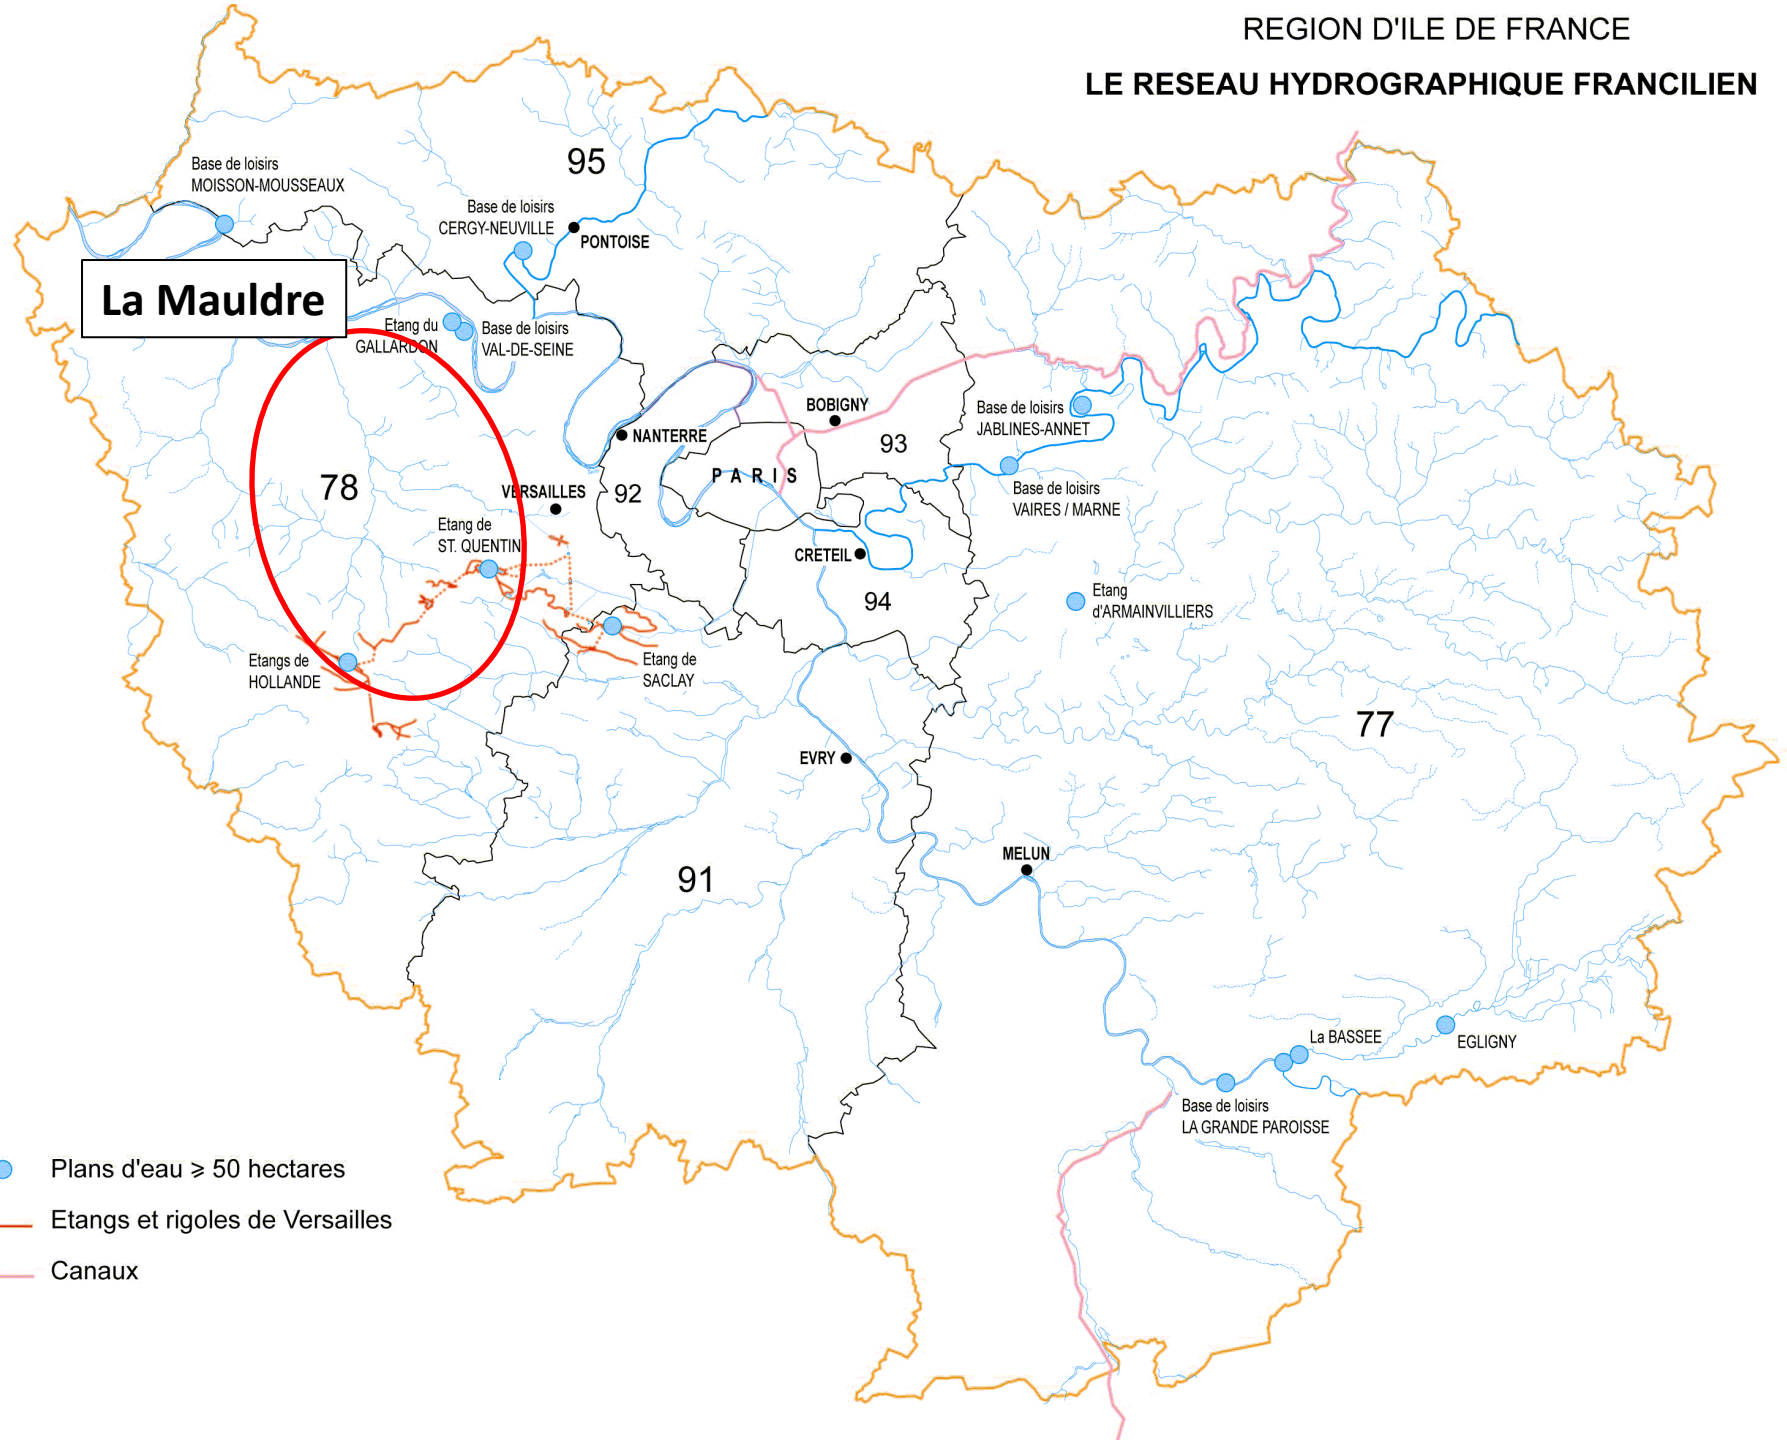 REGION D'ILE DE FRANCE
LE RESEAU HYDROGRAPHIQUE FRANCILIEN
95
Base de loisirs
MOISSON-MOUSSEAUX
Base de loisirs
CERGY-NEUVILLE
PONTOISE
La Mauldre
Etang du
GALLARDON
Base de loisirs
VAL-DE-SEINE
BOBIGNY
NANTERRE
93
Base de loisirs
JABLINES-ANNET
PARIS
78
VERSAILLES
92
Base de loisirs
VAIRES / MARNE
Etang de
ST. QUENTIN
CRETEIL
94
Etang
d'ARMAINVILLIERS
Etangs de
HOLLANDE
Etang de
SACLAY
77
EVRY
MELUN
91
La BASSEE
EGLIGNY
Base de loisirs
LA GRANDE PAROISSE
Plans d'eau ⩾ 50 hectares
Etangs et rigoles de Versailles
Canaux